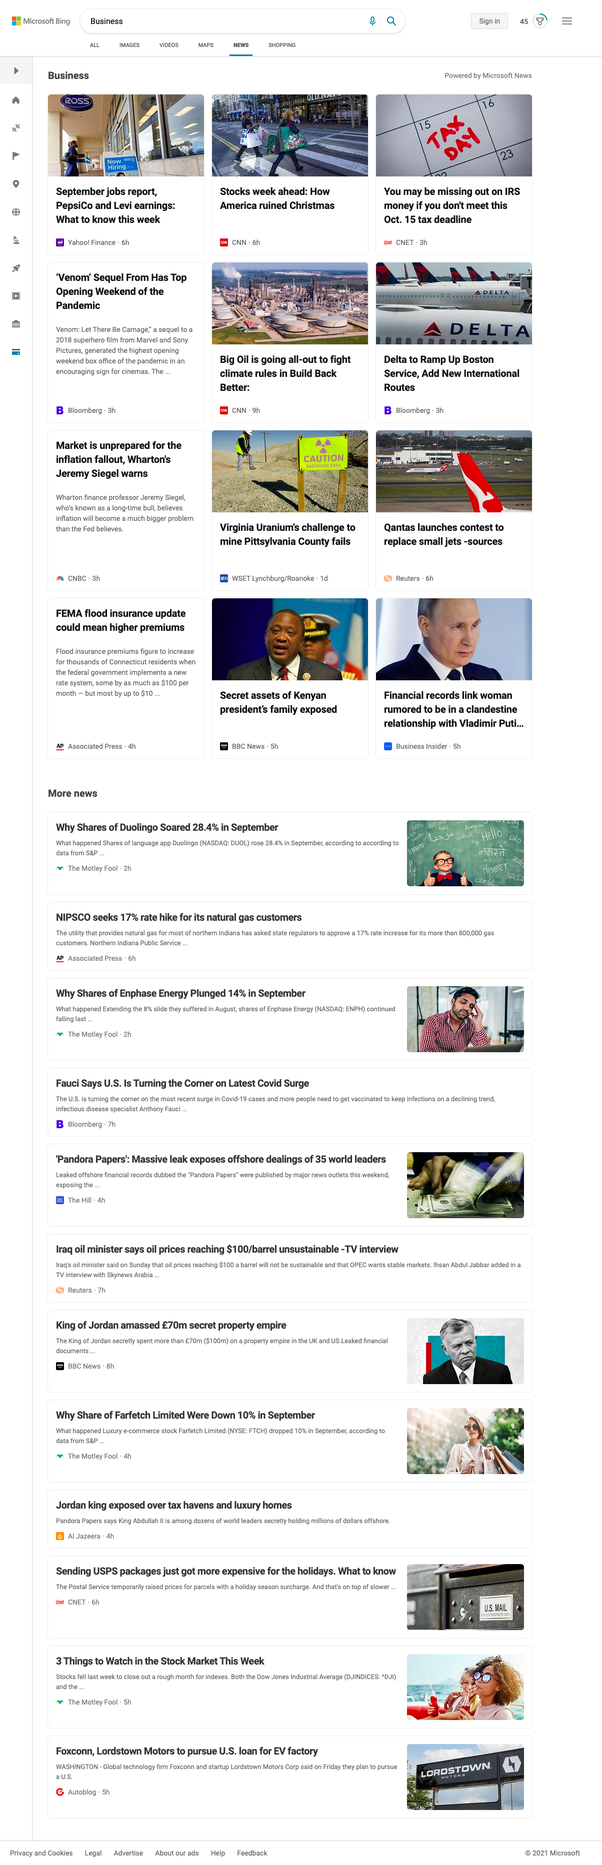 Microsoft Bing
Business
Sign in
45
ALL
IMAGES
VIDEOS
MAPS
NEWS
SHOPPING
Business
Powered by Microsoft News
ROSS
Now
Hiring
15
16
TAX
DAY
22
23
September jobs report,
PepsiCo and Levi earnings:
What to know this week
Yahoo! Finance · 6h
Stocks week ahead: How
America ruined Christmas
CNN · 6h
You may be missing out on IRS
money if you don't meet this
Oct. 15 tax deadline
CNET · 3h
'Venom' Sequel From Has Top
Opening Weekend of the
Pandemic
Venom: Let There Be Carnage," a sequel to a
2018 superhero film from Marvel and Sony
Pictures, generated the highest opening
weekend box office of the pandemic in an
encouraging sign for cinemas. The ...
Bloomberg · 3h
Big Oil is going all-out to fight
climate rules in Build Back
Better:
CNN · 9h
DELTA
DELTA
Delta to Ramp Up Boston
Service, Add New International
Routes
Bloomberg · 3h
Market is unprepared for the
inflation fallout, Wharton's
Jeremy Siegel warns
Wharton finance professor Jeremy Siegel,
who's known as a long-time bull, believes
inflation will become a much bigger problem
than the Fed believes.
CNBC · 3h
CAUTION
RADIATION AREA
Virginia Uranium's challenge to
mine Pittsylvania County fails
WSET Lynchburg/Roanoke · 1d
Qantas launches contest to
replace small jets -sources
Reuters · 6h
FEMA flood insurance update
could mean higher premiums
Flood insurance premiums figure to increase
for thousands of Connecticut residents when
the federal government implements a new
rate system, some by as much as $100 per
month — but most by up to $10 ...
Associated Press · 4h
Secret assets of Kenyan
president's family exposed
BBC News · 5h
Financial records link woman
rumored to be in a clandestine
relationship with Vladimir Puti...
Business Insider · 5h
More news
Why Shares of Duolingo Soared 28.4% in September
What happened Shares of language app Duolingo (NASDAQ: DUOL) rose 28.4% in September, according to according to
data from S&P ...
The Motley Fool · 2h
Hello
नमस्ते
NIPSCO seeks 17% rate hike for its natural gas customers
The utility that provides natural gas for most of northern Indiana has asked state regulators to approve a 17% rate increase for its more than 800,000 gas
customers. Northern Indiana Public Service ...
Associated Press · 6h
Why Shares of Enphase Energy Plunged 14% in September
What happened Extending the 8% slide they suffered in August, shares of Enphase Energy (NASDAQ: ENPH) continued
falling last ...
The Motley Fool · 2h
Fauci Says U.S. Is Turning the Corner on Latest Covid Surge
The U.S. is turning the corner on the most recent surge in Covid-19 cases and more people need to get vaccinated to keep infections on a declining trend,
infectious disease specialist Anthony Fauci ...
Bloomberg · 7h
'Pandora Papers': Massive leak exposes offshore dealings of 35 world leaders
Leaked offshore financial records dubbed the "Pandora Papers" were published by major news outlets this weekend,
exposing the ...
The Hill · 4h
Iraq oil minister says oil prices reaching $100/barrel unsustainable -TV interview
Iraq's oil minister said on Sunday that oil prices reaching $100 a barrel will not be sustainable and that OPEC wants stable markets. Ihsan Abdul Jabbar added in a
TV interview with Skynews Arabia ...
Reuters · 7h
King of Jordan amassed £70m secret property empire
The King of Jordan secretly spent more than £70m ($100m) on a property empire in the UK and US.Leaked financial
documents ...
BBC News · 8h
Why Share of Farfetch Limited Were Down 10% in September
What happened Luxury e-commerce stock Farfetch Limited (NYSE: FTCH) dropped 10% in September, according to
data from S&P ...
The Motley Fool · 4h
Jordan king exposed over tax havens and luxury homes
Pandora Papers says King Abdullah II is among dozens of world leaders secretly holding millions of dollars offshore.
Al Jazeera · 4h
Sending USPS packages just got more expensive for the holidays. What to know
The Postal Service temporarily raised prices for parcels with a holiday season surcharge. And that's on top of slower ...
CNET · 6h
U.S. MAIL
3 Things to Watch in the Stock Market This Week
Stocks fell last week to close out a rough month for indexes. Both the Dow Jones Industrial Average (DJINDICES: ^DJI)
and the ...
The Motley Fool · 5h
Foxconn, Lordstown Motors to pursue U.S. loan for EV factory
WASHINGTON - Global technology firm Foxconn and startup Lordstown Motors Corp said on Friday they plan to pursue
a U.S.
Autoblog · 5h
LORDSTOWN
MOTORS
Privacy and Cookies
Legal
Advertise
About our ads
Help
Feedback
© 2021 Microsoft